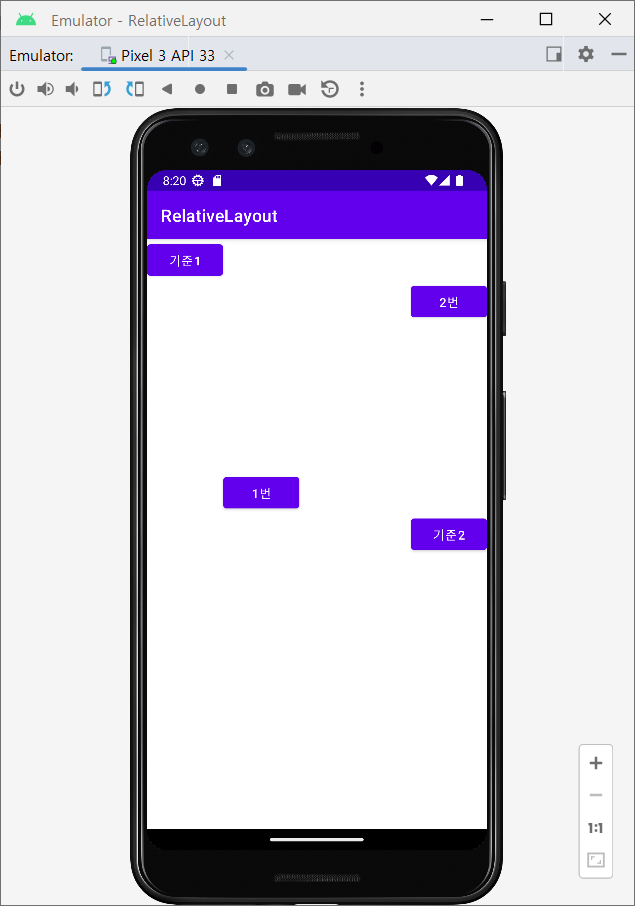 Emulator - RelativeLayout
Emulator: Pixel 3 API 33
8:20
RelativeLayout
기준1
2번
1번
기준2
1:1